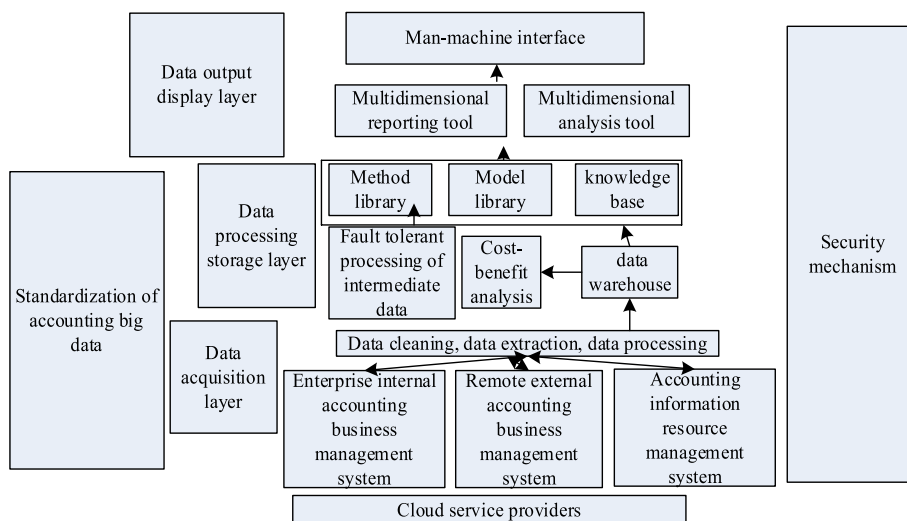 Man-machine interface
Data output
display layer
Multidimensional
reporting tool
Multidimensional
analysis tool
Method
library
Model
library
knowledge
base
Data
processing
storage layer
Fault tolerant
processing of
intermediate
data
Cost-
benefit
analysis
data
warehouse
Security
mechanism
Standardization of
accounting big
data
Data cleaning, data extraction, data processing
Data
acquisition
layer
Enterprise internal
accounting
business
management
system
Remote external
accounting
business
management
system
Accounting
information
resource
management
system
Cloud service providers